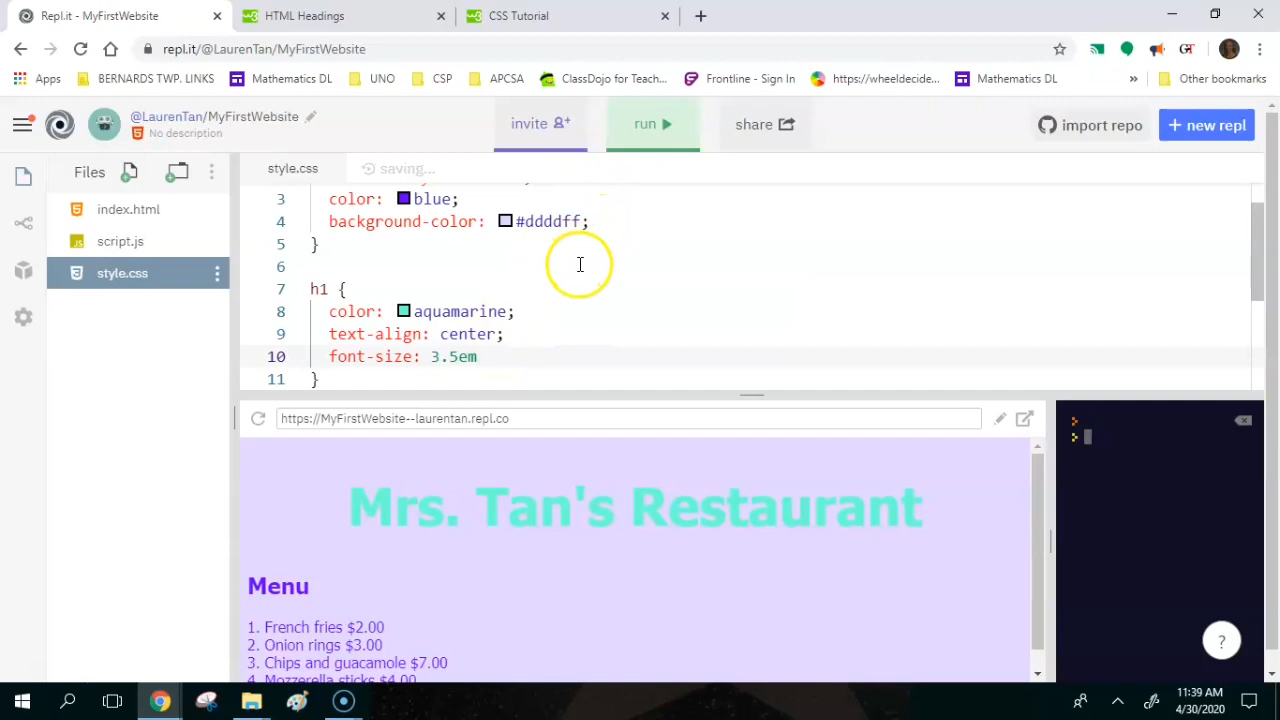 Repl.it - MyFirstWebsite
HTML Headings
CSS Tutorial
repl.it/@LaurenTan/MyFirstWebsite
Apps
BERNARDS TWP. LINKS
Mathematics DL
UNO
CSP
APCSA
ClassDojo for Teach...
Frontline - Sign In
https://wheeldecide...
Mathematics DL
Other bookmarks
@LaurenTan/MyFirstWebsite
No description
invite
run
share
import repo
+ new repl
Files
style.css
saving...
index.html
script.js
style.css
3 color: blue;
4 background-color: #ddddff;
5 }
6
7 h1 {
8 color: aquamarine;
9 text-align: center;
10 font-size: 3.5em
11 }
https://MyFirstWebsite--laurentan.repl.co
Mrs. Tan's Restaurant
Menu
1. French fries $2.00
2. Onion rings $3.00
3. Chips and guacamole $7.00
4. Mozzerella sticks $4.00
?
11:39 AM
4/30/2020